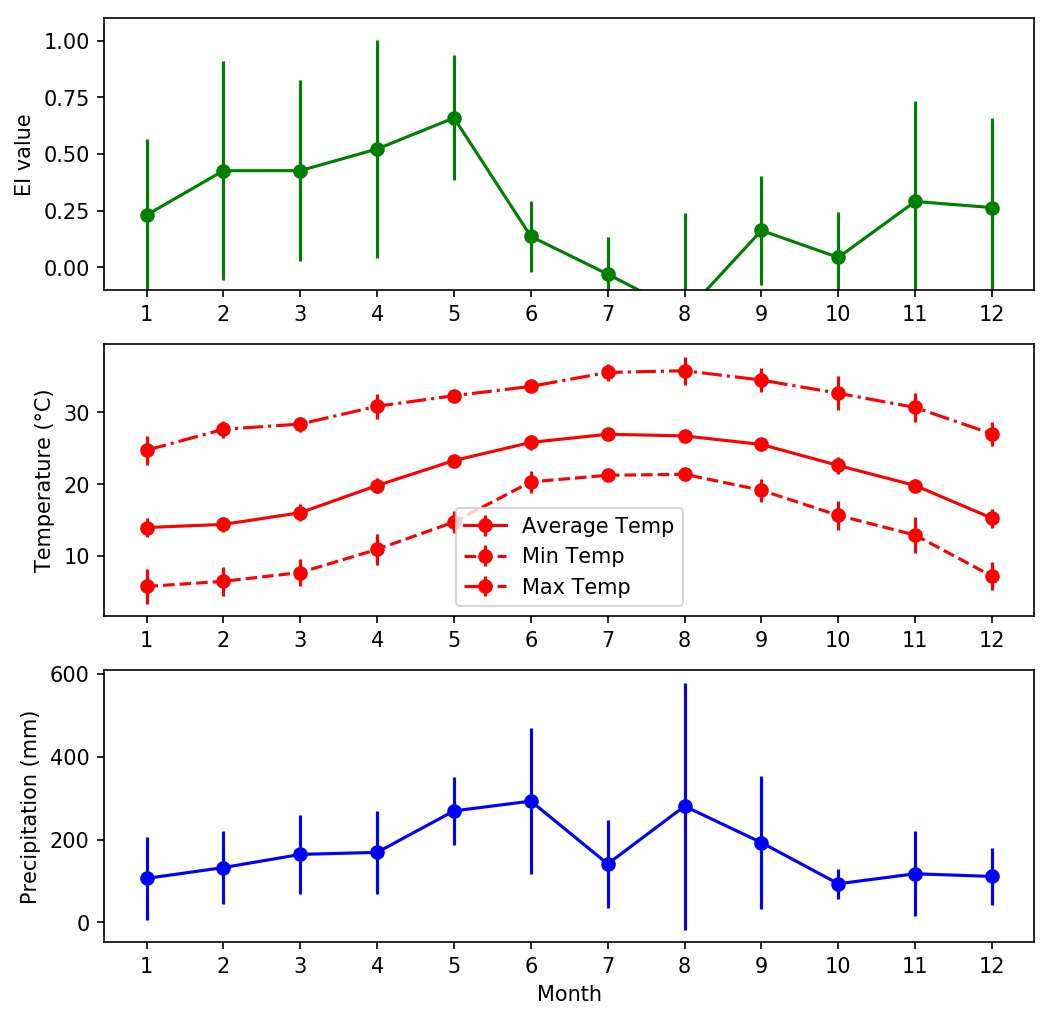 EI value
1.00
0.75
0.50
0.25
0.00
1 2 3 4 5 6 7 8 9 10 11 12
Temperature (°C)
30
20
10
Average Temp
Min Temp
Max Temp
1 2 3 4 5 6 7 8 9 10 11 12
Precipitation (mm)
600
400
200
0
1 2 3 4 5 6 7 8 9 10 11 12
Month